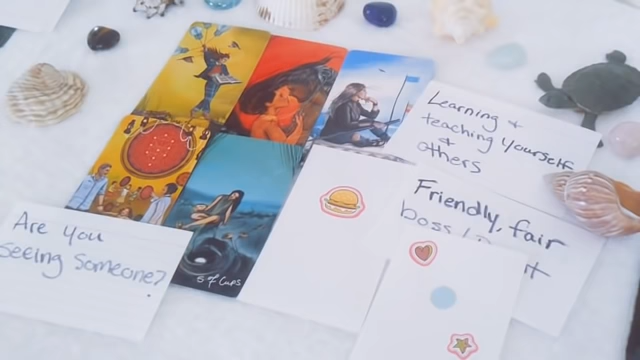 Learning +
teaching yourself
+
others
Friendly, fair
boss /
Are you
seeing someone?
5 of Cups